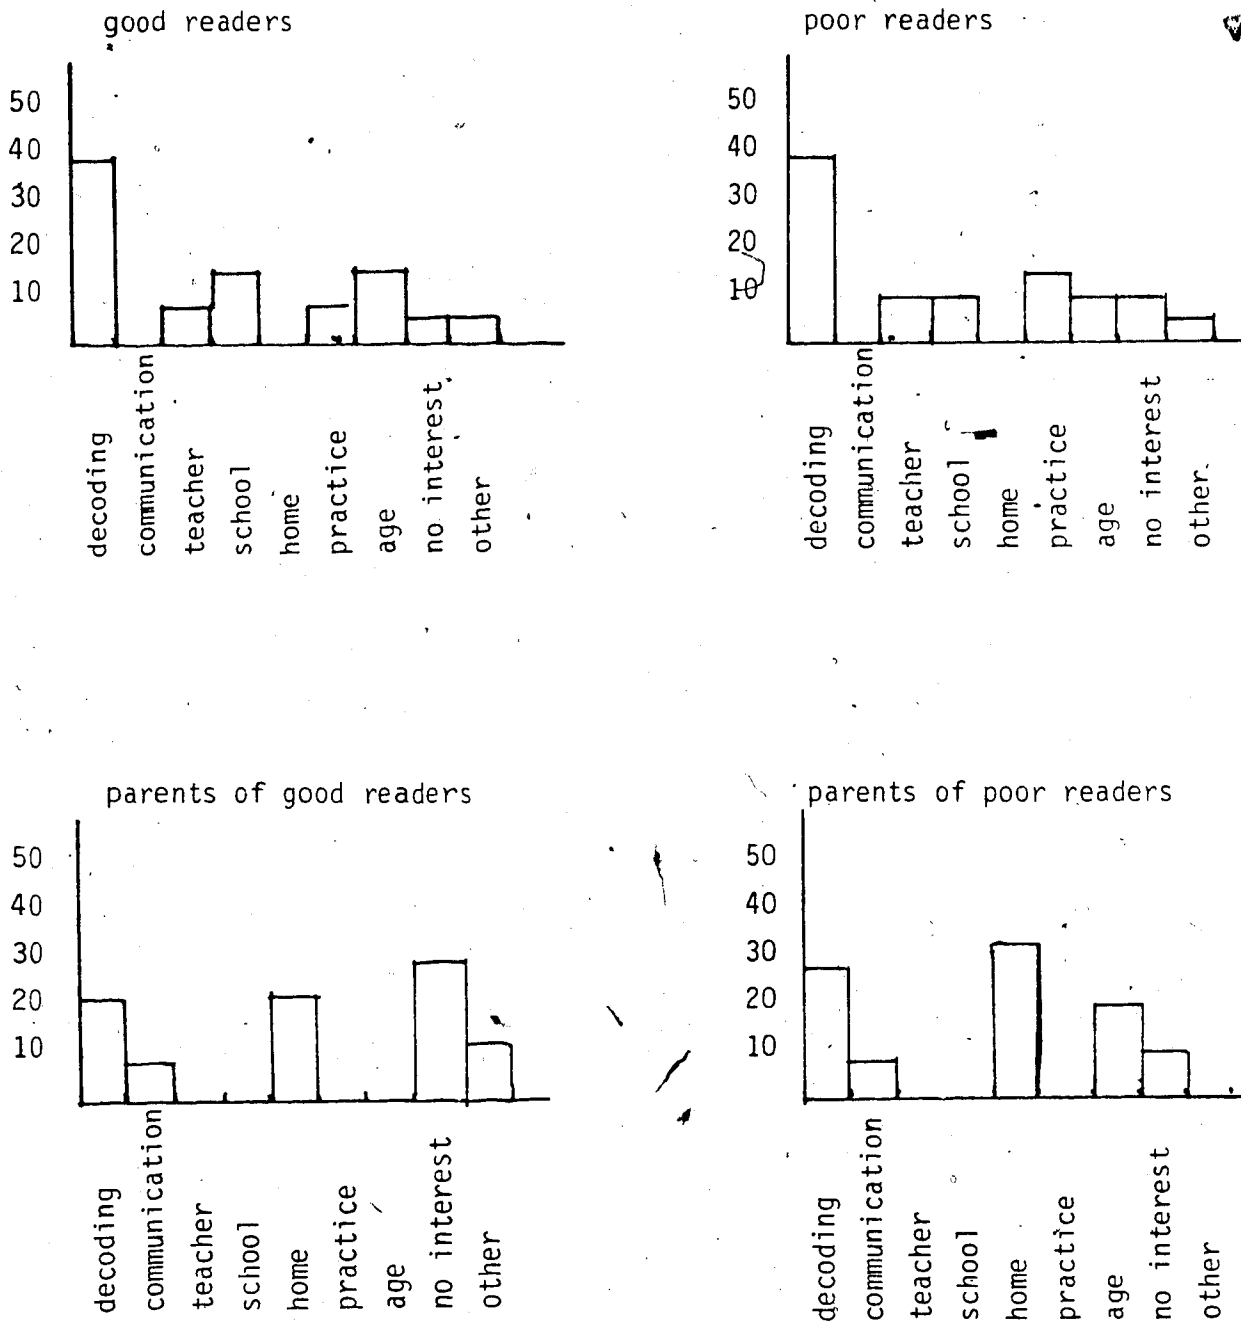 good readers
50
40
30
20
10
decoding
communication
teacher
school
home
practice
age
no interest
other
poor readers
50
40
30
20
10
decoding
communication
teacher
school
home
practice
age
no interest
other
parents of good readers
50
40
30
20
10
decoding
communication
teacher
school
home
practice
age
no interest
other
parents of poor readers
50
40
30
20
10
decoding
communication
teacher
school
home
practice
age
no interest
other